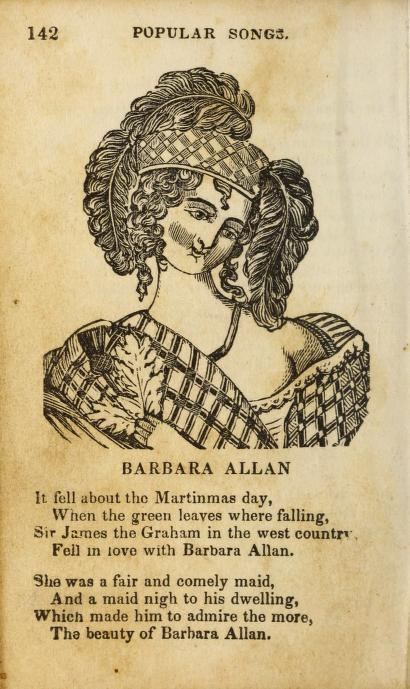 142
POPULAR SONGS.
BARBARA ALLAN
It fell about the Martinmas day,
When the green leaves where falling,
Sir James the Graham in the west country,
Fell in love with Barbara Allan.
She was a fair and comely maid,
And a maid nigh to his dwelling,
Which made him to admire the more,
The beauty of Barbara Allan.